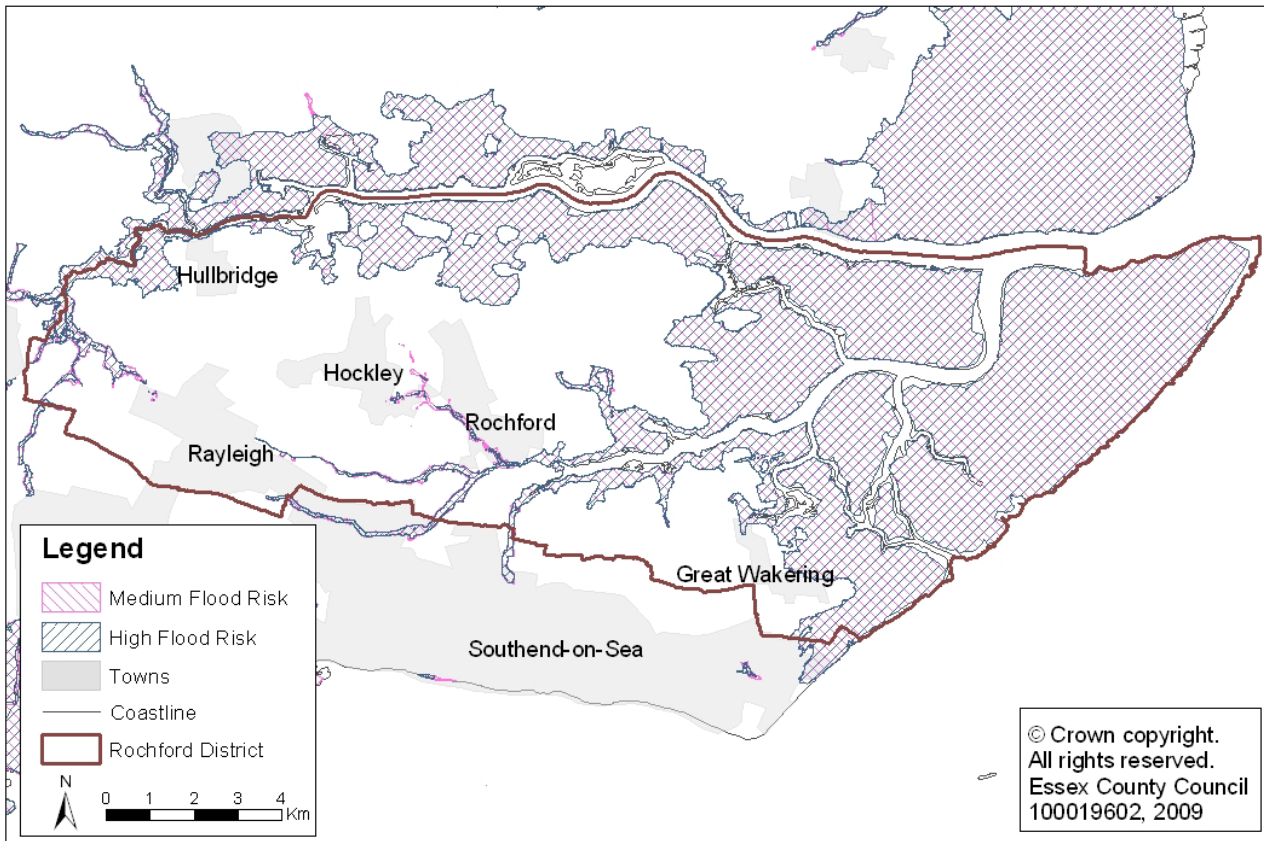 Hullbridge
Hockley
Rochford
Rayleigh
Great Wakering
Southend-on-Sea
Legend
Medium Flood Risk
High Flood Risk
Towns
Coastline
Rochford District
N
0 1 2 3 4
Km
© Crown copyright.
All rights reserved.
Essex County Council
100019602, 2009